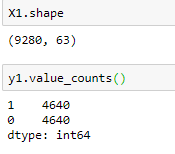 X1.shape
(9280, 63)
y1.value_counts()
1    4640
0    4640
dtype: int64